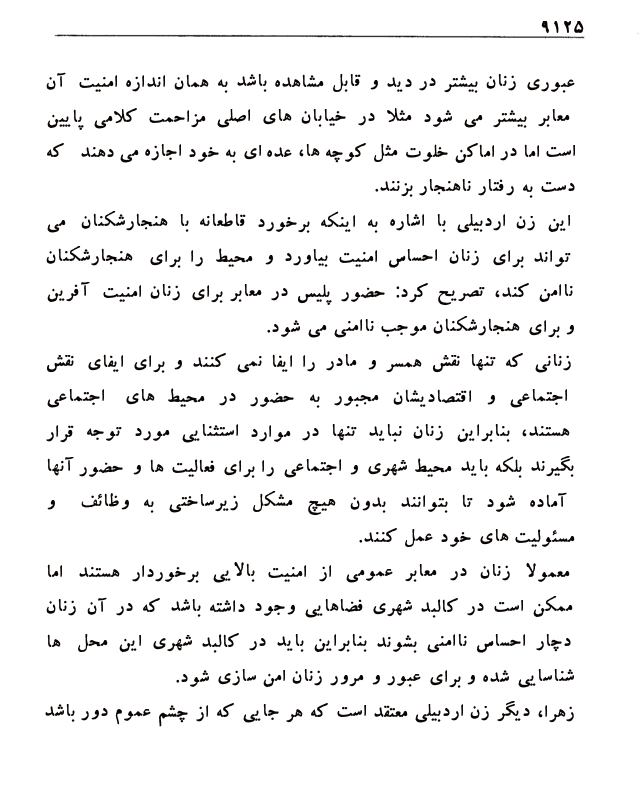 ۹۱۲۵
عبوری زنان بیشتر در دید و قابل مشاهده باشد به همان اندازه امنیت آن
معابر بیشتر می شود مثلا در خیابان های اصلی مزاحمت کلامی پایین
است اما در اماکن خلوت مثل کوچه ها، عده ای به خود اجازه می دهند که
دست به رفتار ناهنجار بزنند.
این زن اردبیلی با اشاره به اینکه برخورد قاطعانه با هنجارشکنان می
تواند برای زنان احساس امنیت بیاورد و محیط را برای هنجارشکنان
ناامن کند، تصریح کرد: حضور پلیس در معابر برای زنان امنیت آفرین
و برای هنجارشکنان موجب ناامنی می شود.
زنانی که تنها نقش همسر و مادر را ایفا نمی کنند و برای ایفای نقش
اجتماعی و اقتصادیشان مجبور به حضور در محیط های اجتماعی
هستند، بنابراین زنان نباید تنها در موارد استثنایی مورد توجه قرار
بگیرند بلکه باید محیط شهری و اجتماعی را برای فعالیت ها و حضور آنها
آماده شود تا بتوانند بدون هیچ مشکل زیرساختی به وظائف و
مسئولیت های خود عمل کنند.
معمولا زنان در معابر عمومی از امنیت بالایی برخوردار هستند اما
ممکن است در کالبد شهری فضاهایی وجود داشته باشد که در آن زنان
دچار احساس ناامنی بشوند بنابراین باید در کالبد شهری این محل ها
شناسایی شده و برای عبور و مرور زنان امن سازی شود.
زهرا، دیگر زن اردبیلی معتقد است که هر جایی که از چشم عموم دور باشد